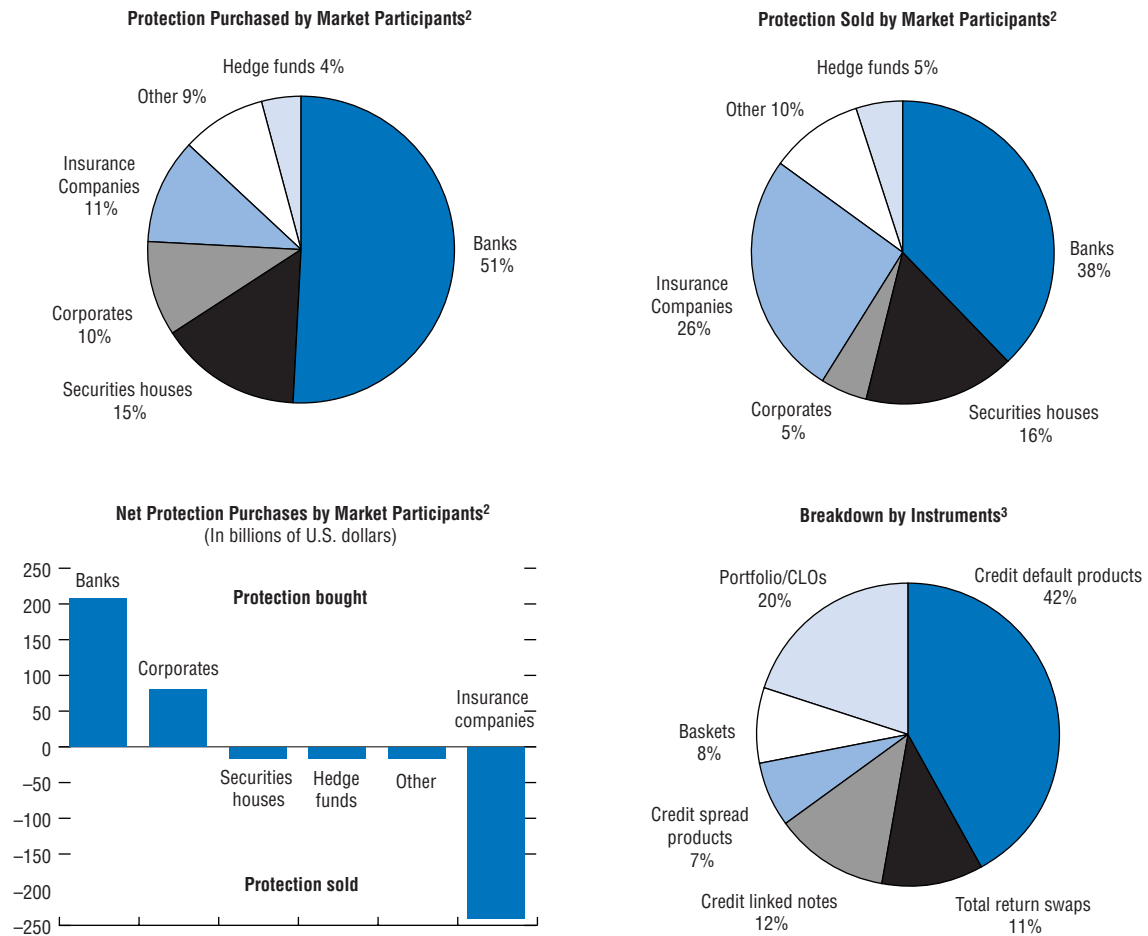 Protection Purchased by Market Participants2
Hedge funds 4%
Other 9%
Insurance
Companies
11%
Banks
51%
Corporates
10%
Securities houses
15%
Protection Sold by Market Participants2
Hedge funds 5%
Other 10%
Banks
38%
Insurance
Companies
26%
Corporates
5%
Securities houses
16%
Net Protection Purchases by Market Participants2
(In billions of U.S. dollars)
250
200
150
100
50
0
–50
–100
–150
–200
–250
Banks
Protection bought
Corporates
Insurance
companies
Securities
houses
Hedge
funds
Other
Protection sold
Breakdown by Instruments3
Portfolio/CLOs
20%
Credit default products
42%
Baskets
8%
Credit spread
products
7%
Credit linked notes
12%
Total return swaps
11%